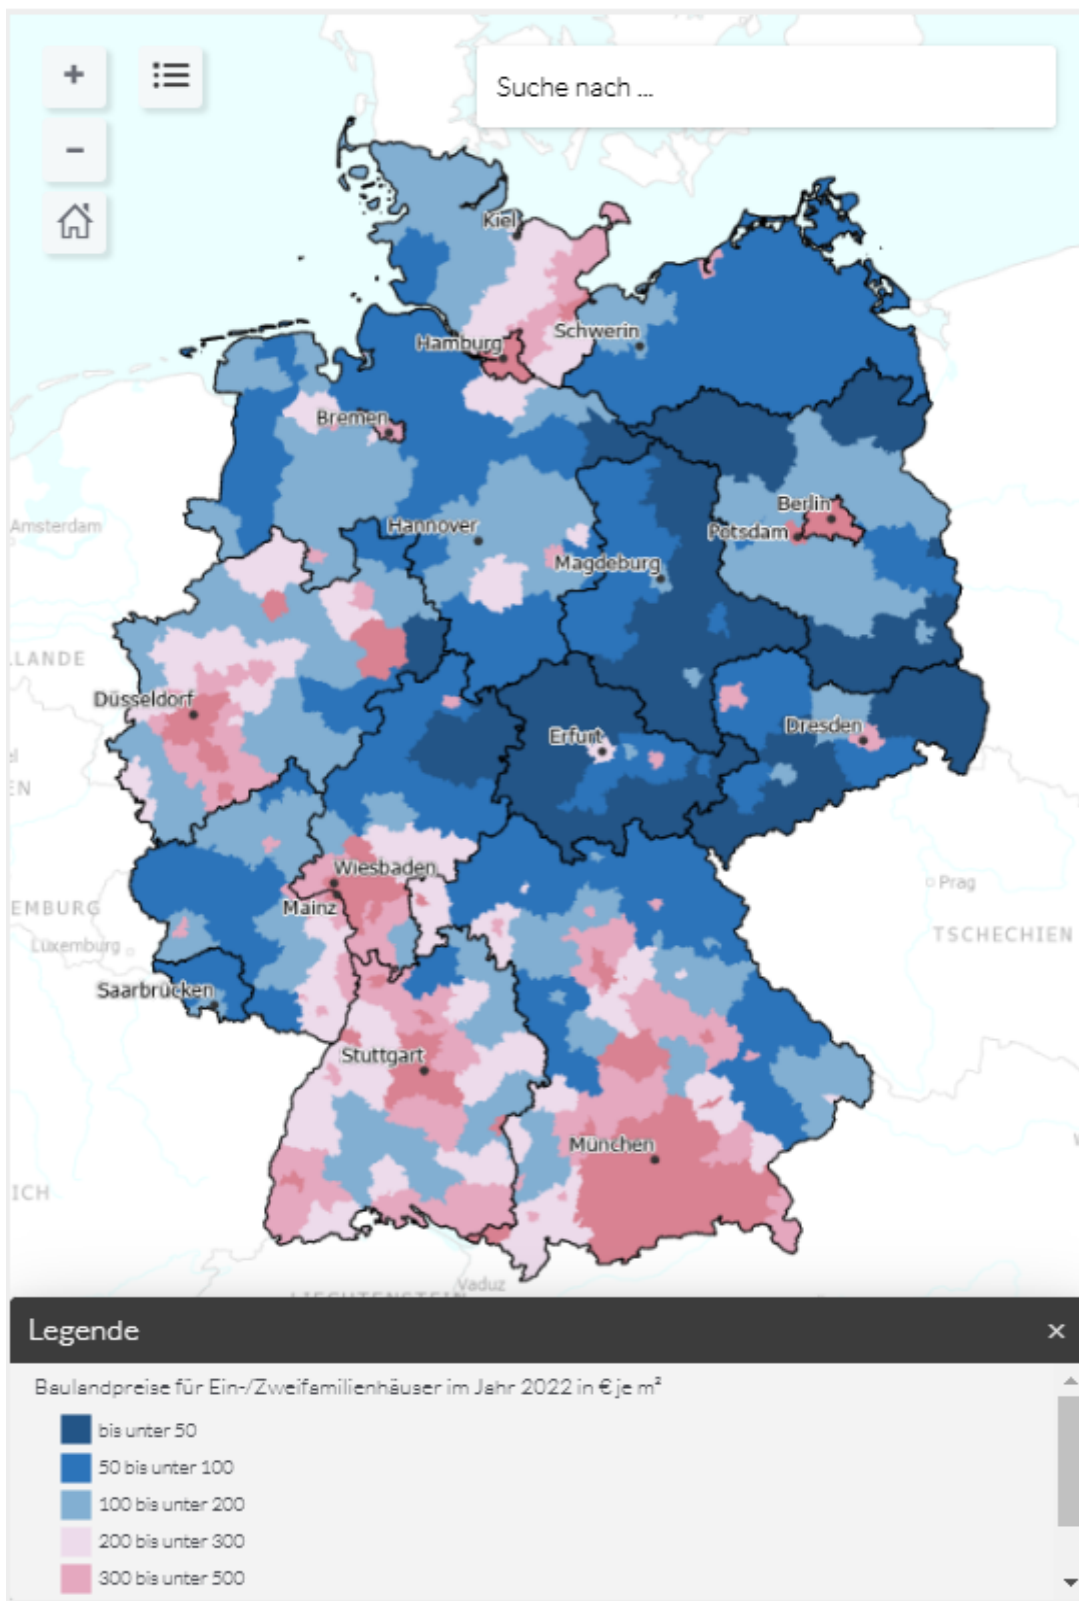 Suche nach ...
Kiel
Schwerin
Hamburg
Bremen
Amsterdam
Hannover
Berlin
Potsdam
Magdeburg
LANDE
Düsseldorf
Erfurt
Dresden
EN
Wiesbaden
Prag
Mainz
EMBURG
TSCHECHIEN
Luxemburg
Saarbrücken
Stuttgart
München
ICH
Vaduz
LIECHTENSTEIN
Legende
Baulandpreise für Ein-/Zweifamilienhäuser im Jahr 2022 in € je m²
bis unter 50
50 bis unter 100
100 bis unter 200
200 bis unter 300
300 bis unter 500